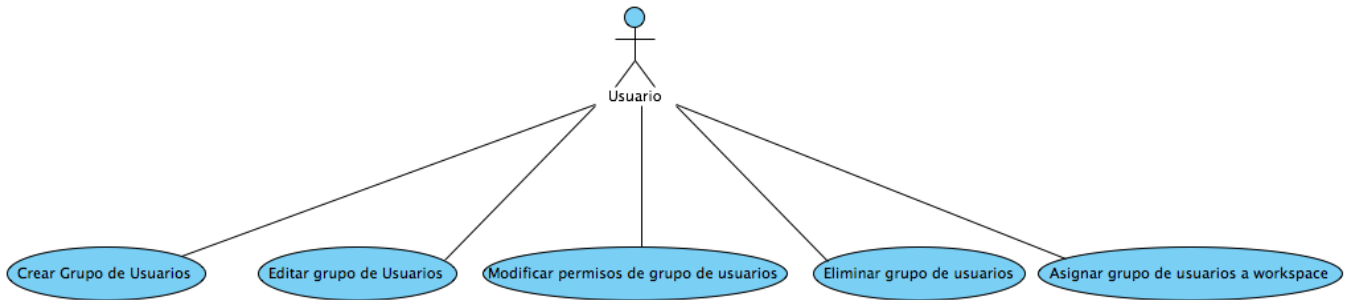 Usuario
Crear Grupo de Usuarios
Editar grupo de Usuarios
Modificar permisos de grupo de usuarios
Eliminar grupo de usuarios
Asignar grupo de usuarios a workspace